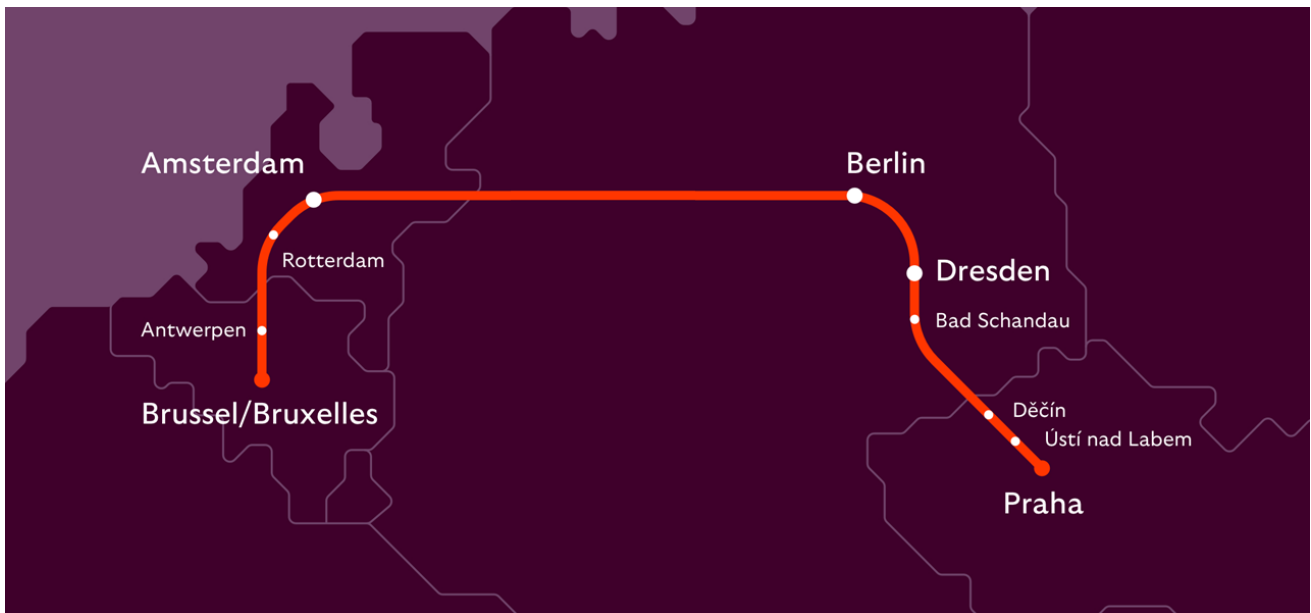 Amsterdam
Berlin
Rotterdam
Dresden
Antwerpen
Bad Schandau
Brussel/Bruxelles
Děčín
Ústí nad Labem
Praha